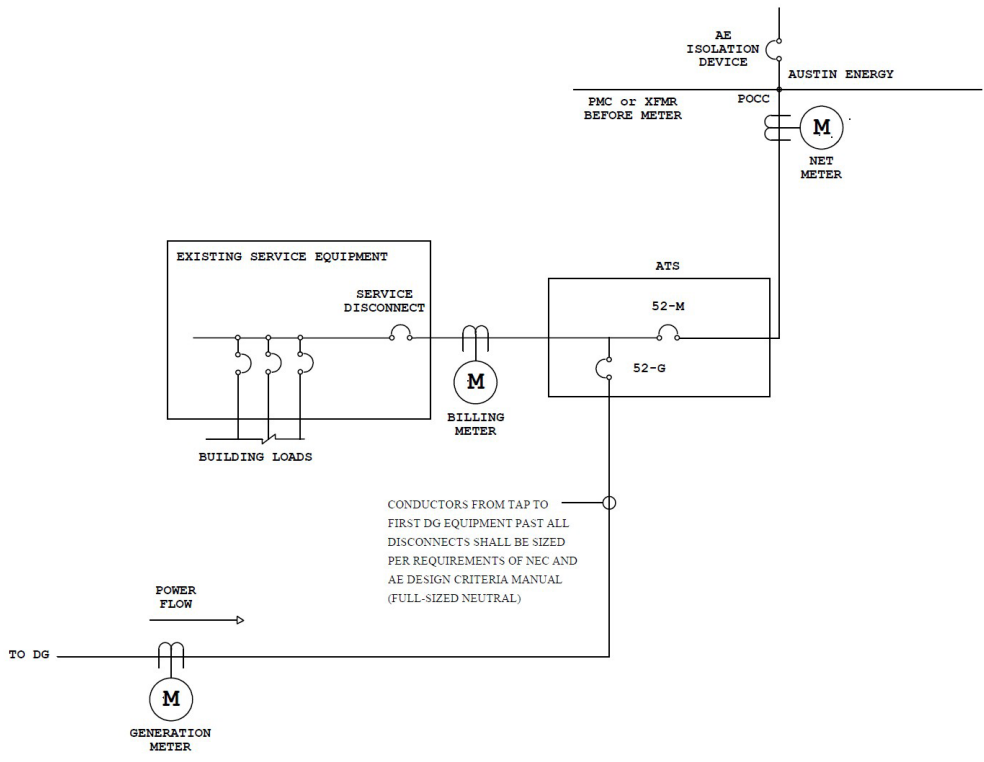 AE
ISOLATION
DEVICE
AUSTIN ENERGY
PMC or XFMR
BEFORE METER
POCC
M
NET
METER
EXISTING SERVICE EQUIPMENT
SERVICE
DISCONNECT
ATS
52-M
52-G
M
BILLING
METER
BUILDING LOADS
CONDUCTORS FROM TAP TO
FIRST DG EQUIPMENT PAST ALL
DISCONNECTS SHALL BE SIZED
PER REQUIREMENTS OF NEC AND
AE DESIGN CRITERIA MANUAL
(FULL-SIZED NEUTRAL)
POWER
FLOW
TO DG
M
GENERATION
METER